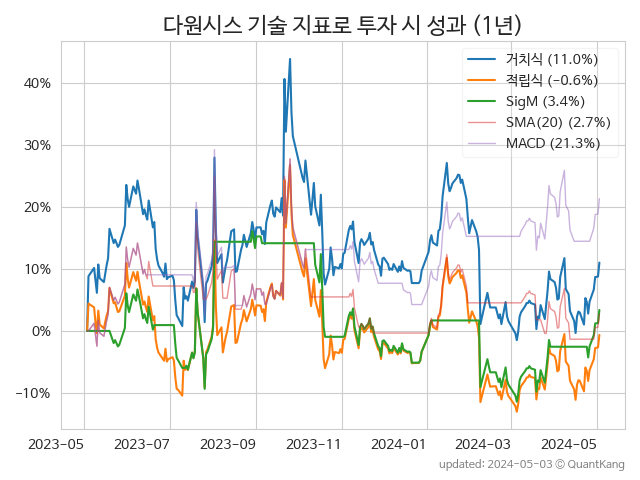 다원시스 기술 지표로 투자 시 성과 (1년)
거치식 (11.0%)
적립식 (−0.6%)
SigM (3.4%)
SMA(20) (2.7%)
MACD (21.3%)
40%
30%
20%
10%
0%
−10%
2023-05
2023-07
2023-09
2023-11
2024-01
2024-03
2024-05
updated: 2024-05-03 ⓒ QuantKang